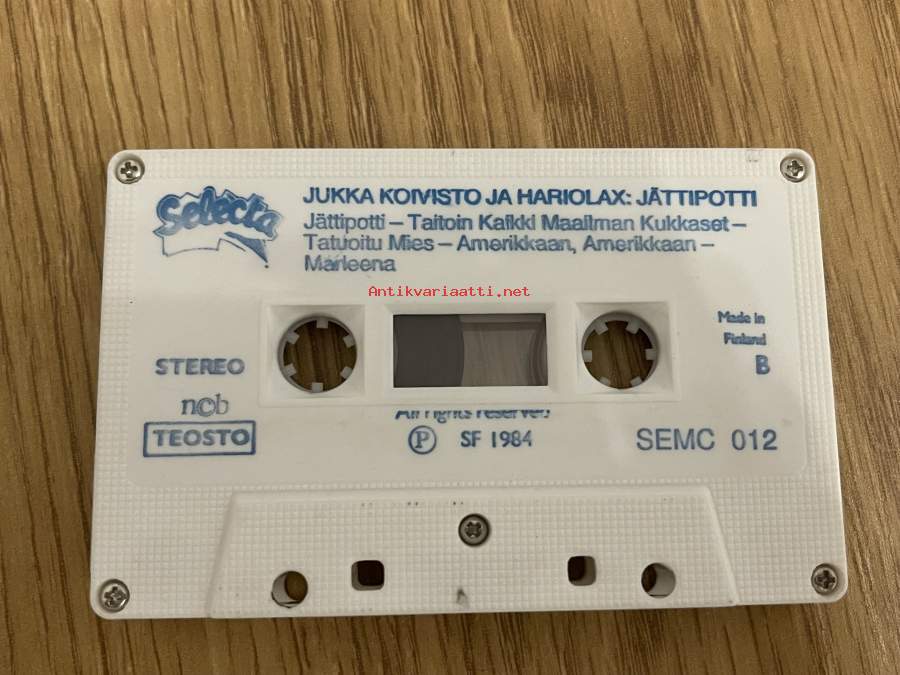 Selecta
JUKKA KOIVISTO JA HARIOLAX: JÄTTIPOTTI
Jättipotti – Taitoin Kaikki Maailman Kukkaset –
Tatuoitu Mies – Amerikkaan, Amerikkaan –
Marleena
Antikvariaatti.net
Made in
Finland
B
STEREO
ncb
TEOSTO
All rights reserved
Ⓟ SF 1984
SEMC 012